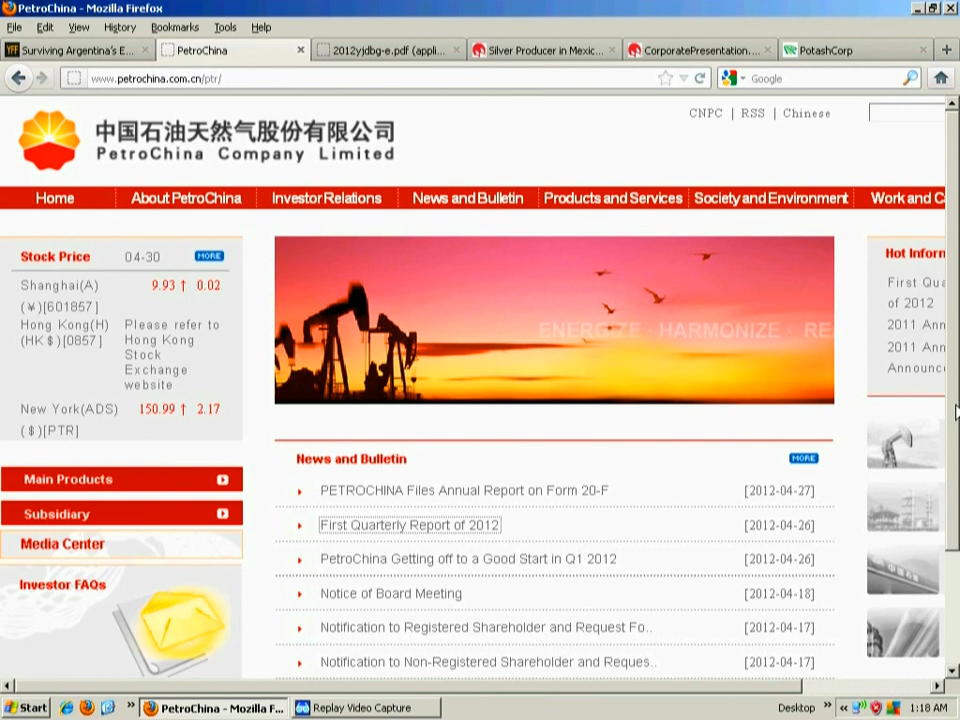 PetroChina - Mozilla Firefox
File Edit View History Bookmarks Tools Help
Surviving Argentina's E... PetroChina 2012yjdbg-e.pdf (appli... Silver Producer in Mexic... CorporatePresentation.... PotashCorp
www.petrochina.com.cn/ptr/ Google
CNPC | RSS | Chinese
中国石油天然气股份有限公司
PetroChina Company Limited
Home About PetroChina Investor Relations News and Bulletin Products and Services Society and Environment Work and C
Stock Price 04-30 MORE
Shanghai(A) 9.93 ↑ 0.02
(¥)[601857]
Hong Kong(H) Please refer to
(HK$)[0857] Hong Kong
Stock
Exchange
website
New York(ADS) 150.99 ↑ 2.17
($)[PTR]
Main Products
Subsidiary
Media Center
Investor FAQs
ENERGIZE · HARMONIZE · RE
News and Bulletin MORE
PETROCHINA Files Annual Report on Form 20-F [2012-04-27]
First Quarterly Report of 2012 [2012-04-26]
PetroChina Getting off to a Good Start in Q1 2012 [2012-04-26]
Notice of Board Meeting [2012-04-18]
Notification to Registered Shareholder and Request Fo.. [2012-04-17]
Notification to Non-Registered Shareholder and Reques.. [2012-04-17]
Hot Inforn
First Qua
of 2012
2011 Ann
2011 Ann
Announce
Start PetroChina - Mozilla F... Replay Video Capture Desktop 1:18 AM